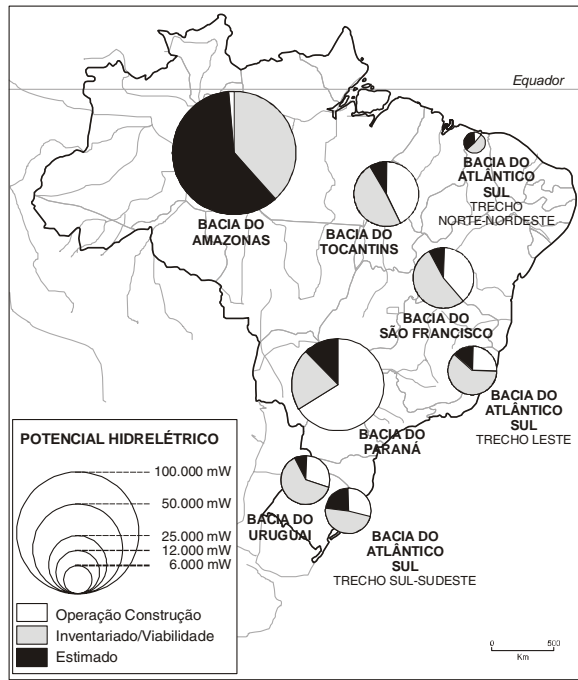 Equador
BACIA DO
ATLÂNTICO
SUL
TRECHO
NORTE-NORDESTE
BACIA DO
AMAZONAS
BACIA DO
TOCANTINS
BACIA DO
SÃO FRANCISCO
BACIA DO
ATLÂNTICO
SUL
TRECHO LESTE
BACIA DO
PARANÁ
BACIA DO
URUGUAI
BACIA DO
ATLÂNTICO
SUL
TRECHO SUL-SUDESTE
POTENCIAL HIDRELÉTRICO
100.000 mW
50.000 mW
25.000 mW
12.000 mW
6.000 mW
Operação Construção
Inventariado/Viabilidade
Estimado
0 500
Km